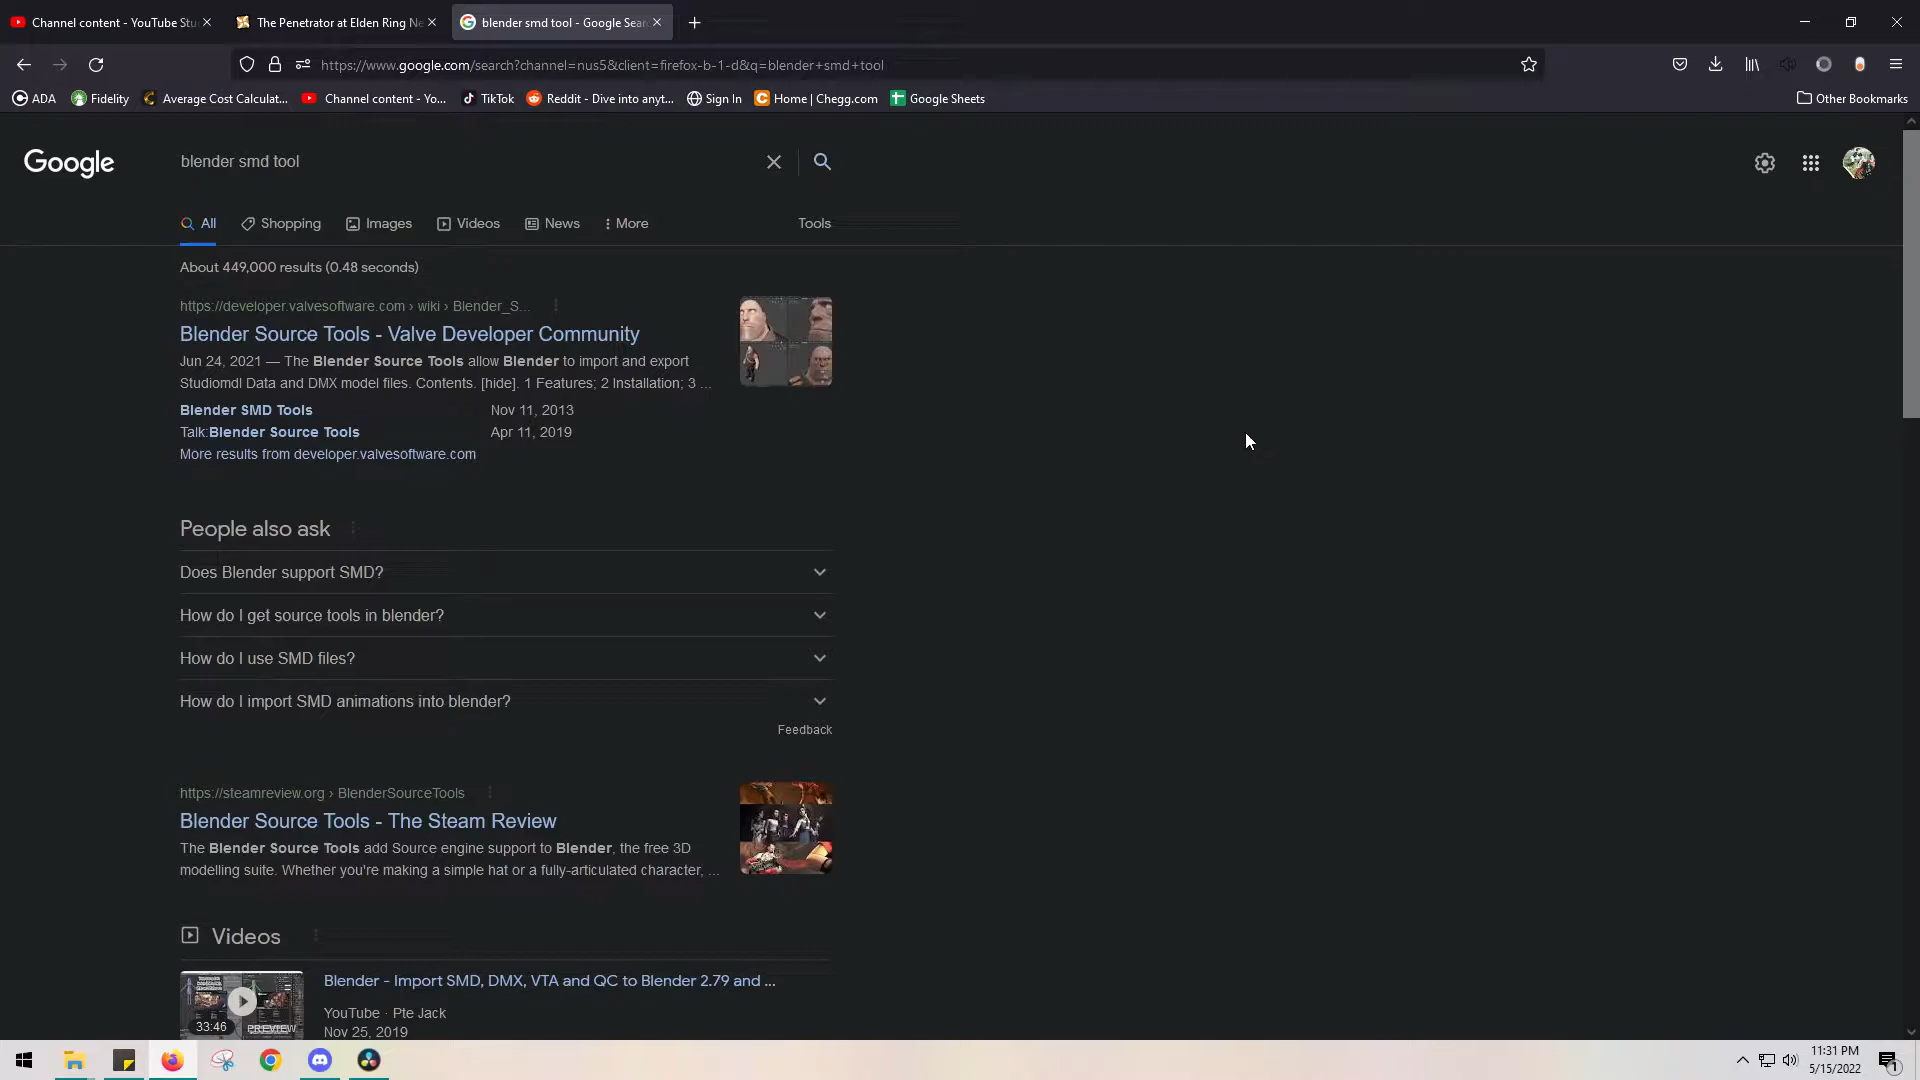 Channel content - YouTube Stu
The Penetrator at Elden Ring Ne
blender smd tool - Google Sear
https://www.google.com/search?channel=nus5&client=firefox-b-1-d&q=blender+smd+tool
ADA
Fidelity
Average Cost Calculat...
Channel content - Yo...
TikTok
Reddit - Dive into anyt...
Sign In
Home | Chegg.com
Google Sheets
Other Bookmarks
Google
blender smd tool
All
Shopping
Images
Videos
News
More
Tools
About 449,000 results (0.48 seconds)
https://developer.valvesoftware.com › wiki › Blender_S...
Blender Source Tools - Valve Developer Community
Jun 24, 2021 — The Blender Source Tools allow Blender to import and export
Studiomdl Data and DMX model files. Contents. [hide]. 1 Features; 2 Installation; 3 ...
Blender SMD Tools
Nov 11, 2013
Talk:Blender Source Tools
Apr 11, 2019
More results from developer.valvesoftware.com
People also ask
Does Blender support SMD?
How do I get source tools in blender?
How do I use SMD files?
How do I import SMD animations into blender?
Feedback
https://steamreview.org › BlenderSourceTools
Blender Source Tools - The Steam Review
The Blender Source Tools add Source engine support to Blender, the free 3D
modelling suite. Whether you're making a simple hat or a fully-articulated character, ...
Videos
Blender - Import SMD, DMX, VTA and QC to Blender 2.79 and ...
YouTube · Pte Jack
Nov 25, 2019
33:46
PREVIEW
11:31 PM
5/15/2022
1